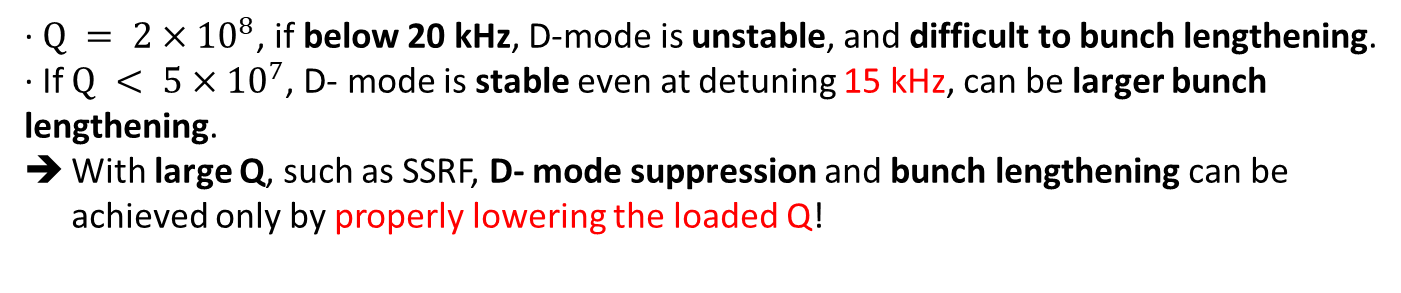 · Q = 2 × 10⁸, if below 20 kHz, D-mode is unstable, and difficult to bunch lengthening.
· If Q < 5 × 10⁷, D- mode is stable even at detuning 15 kHz, can be larger bunch
lengthening.
➔ With large Q, such as SSRF, D- mode suppression and bunch lengthening can be
achieved only by properly lowering the loaded Q!